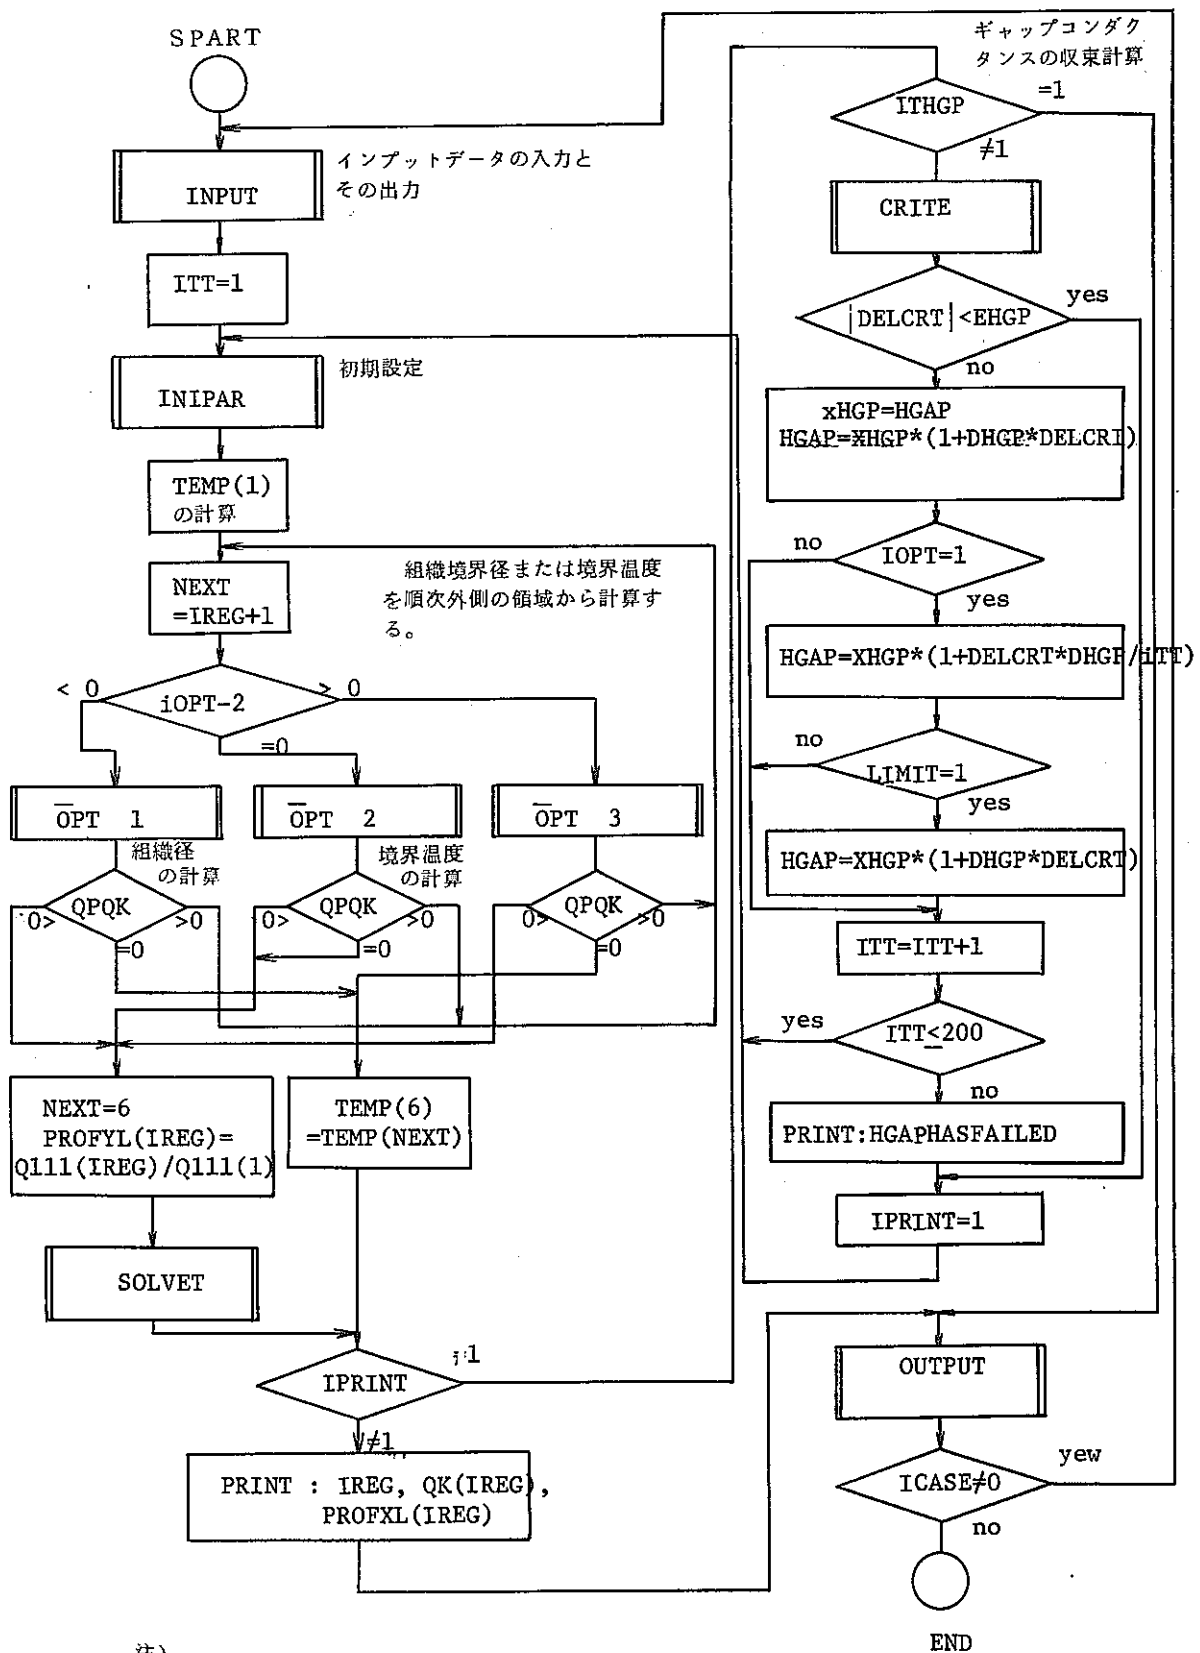 SPART
INPUT
インプットデータの入力と
その出力
ITT=1
INIPAR
初期設定
TEMP(1)
の計算
NEXT
=IREG+1
組織境界径または境界温度
を順次外側の領域から計算す
る。
iOPT-2
< 0
> 0
=0
OPT 1
OPT 2
OPT 3
組織径
の計算
境界温度
の計算
QPQK
0>
>0
=0
QPQK
0>
>0
=0
QPQK
0>
>0
=0
NEXT=6
PROFYL(IREG)=
Q111(IREG)/Q111(1)
TEMP(6)
=TEMP(NEXT)
SOLVET
IPRINT
≠1
PRINT : IREG, QK(IREG),
PROFXL(IREG)
ギャップコンダク
タンスの収束計算
ITHGP
=1
≠1
CRITE
|DELCRT|<EHGP
yes
no
xHGP=HGAP
HGAP=XHGP*(1+DHGP*DELCRI)
IOPT=1
no
yes
HGAP=XHGP*(1+DELCRT*DHGP/iTT)
LIMIT=1
no
yes
HGAP=XHGP*(1+DHGP*DELCRT)
ITT=ITT+1
ITT≤200
yes
no
PRINT:HGAPHASFAILED
IPRINT=1
OUTPUT
ICASE≠0
yew
no
END
注)